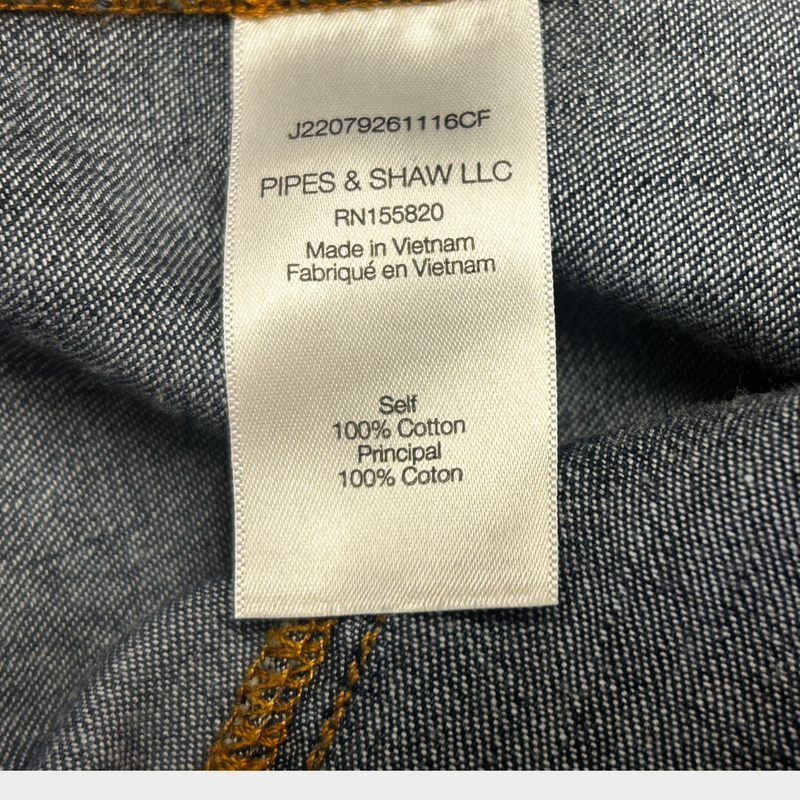 J22079261116CF
PIPES & SHAW LLC
RN155820
Made in Vietnam
Fabriqué en Vietnam
Self
100% Cotton
Principal
100% Coton